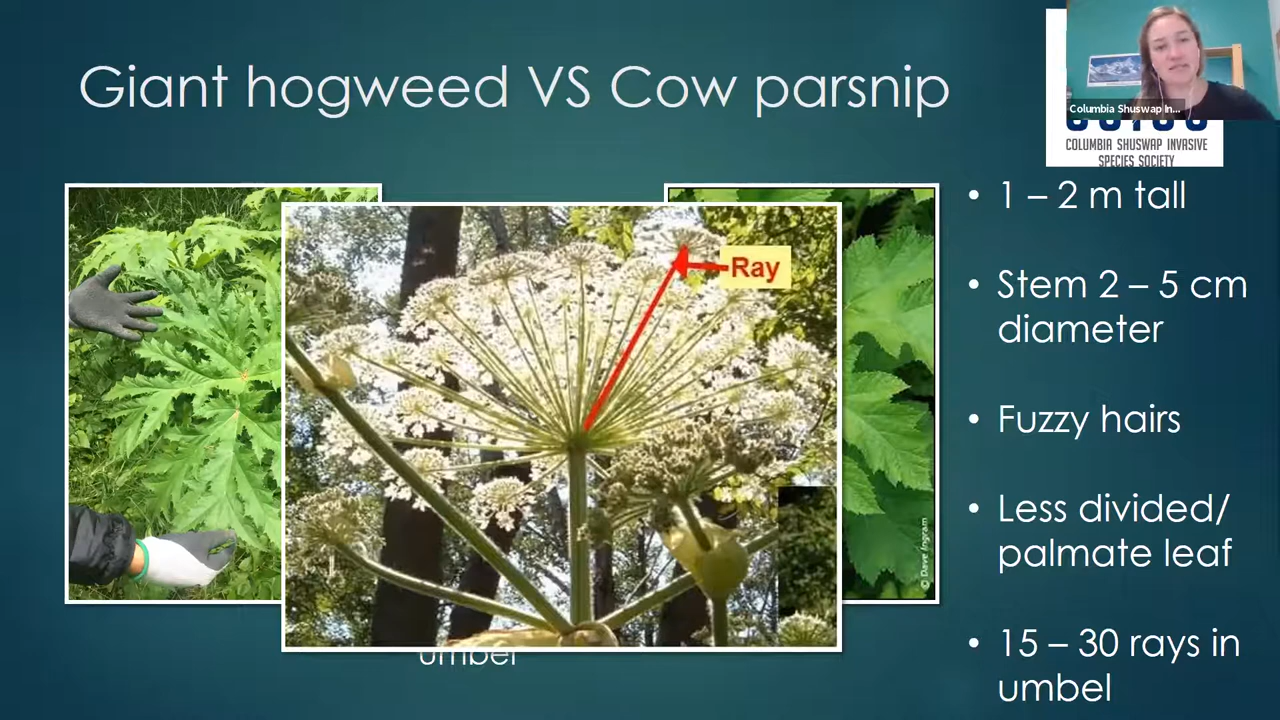 Giant hogweed VS Cow parsnip
Columbia Shuswap In...
COLUMBIA SHUSWAP INVASIVE
SPECIES SOCIETY
• 1 – 2 m tall
• Stem 2 – 5 cm
diameter
• Fuzzy hairs
• Less divided/
palmate leaf
• 15 – 30 rays in
umbel
Ray
© Dave Ingram
umbel